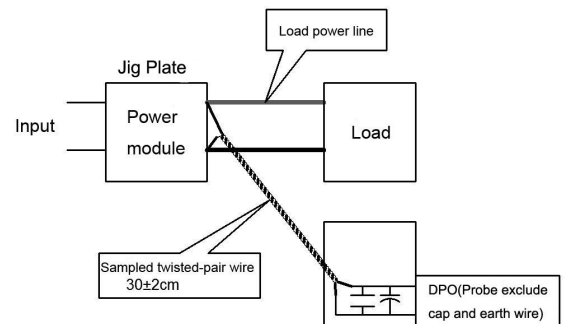 Load power line
Jig Plate
Input
Power
module
Load
Sampled twisted-pair wire
30±2cm
DPO(Probe exclude
cap and earth wire)